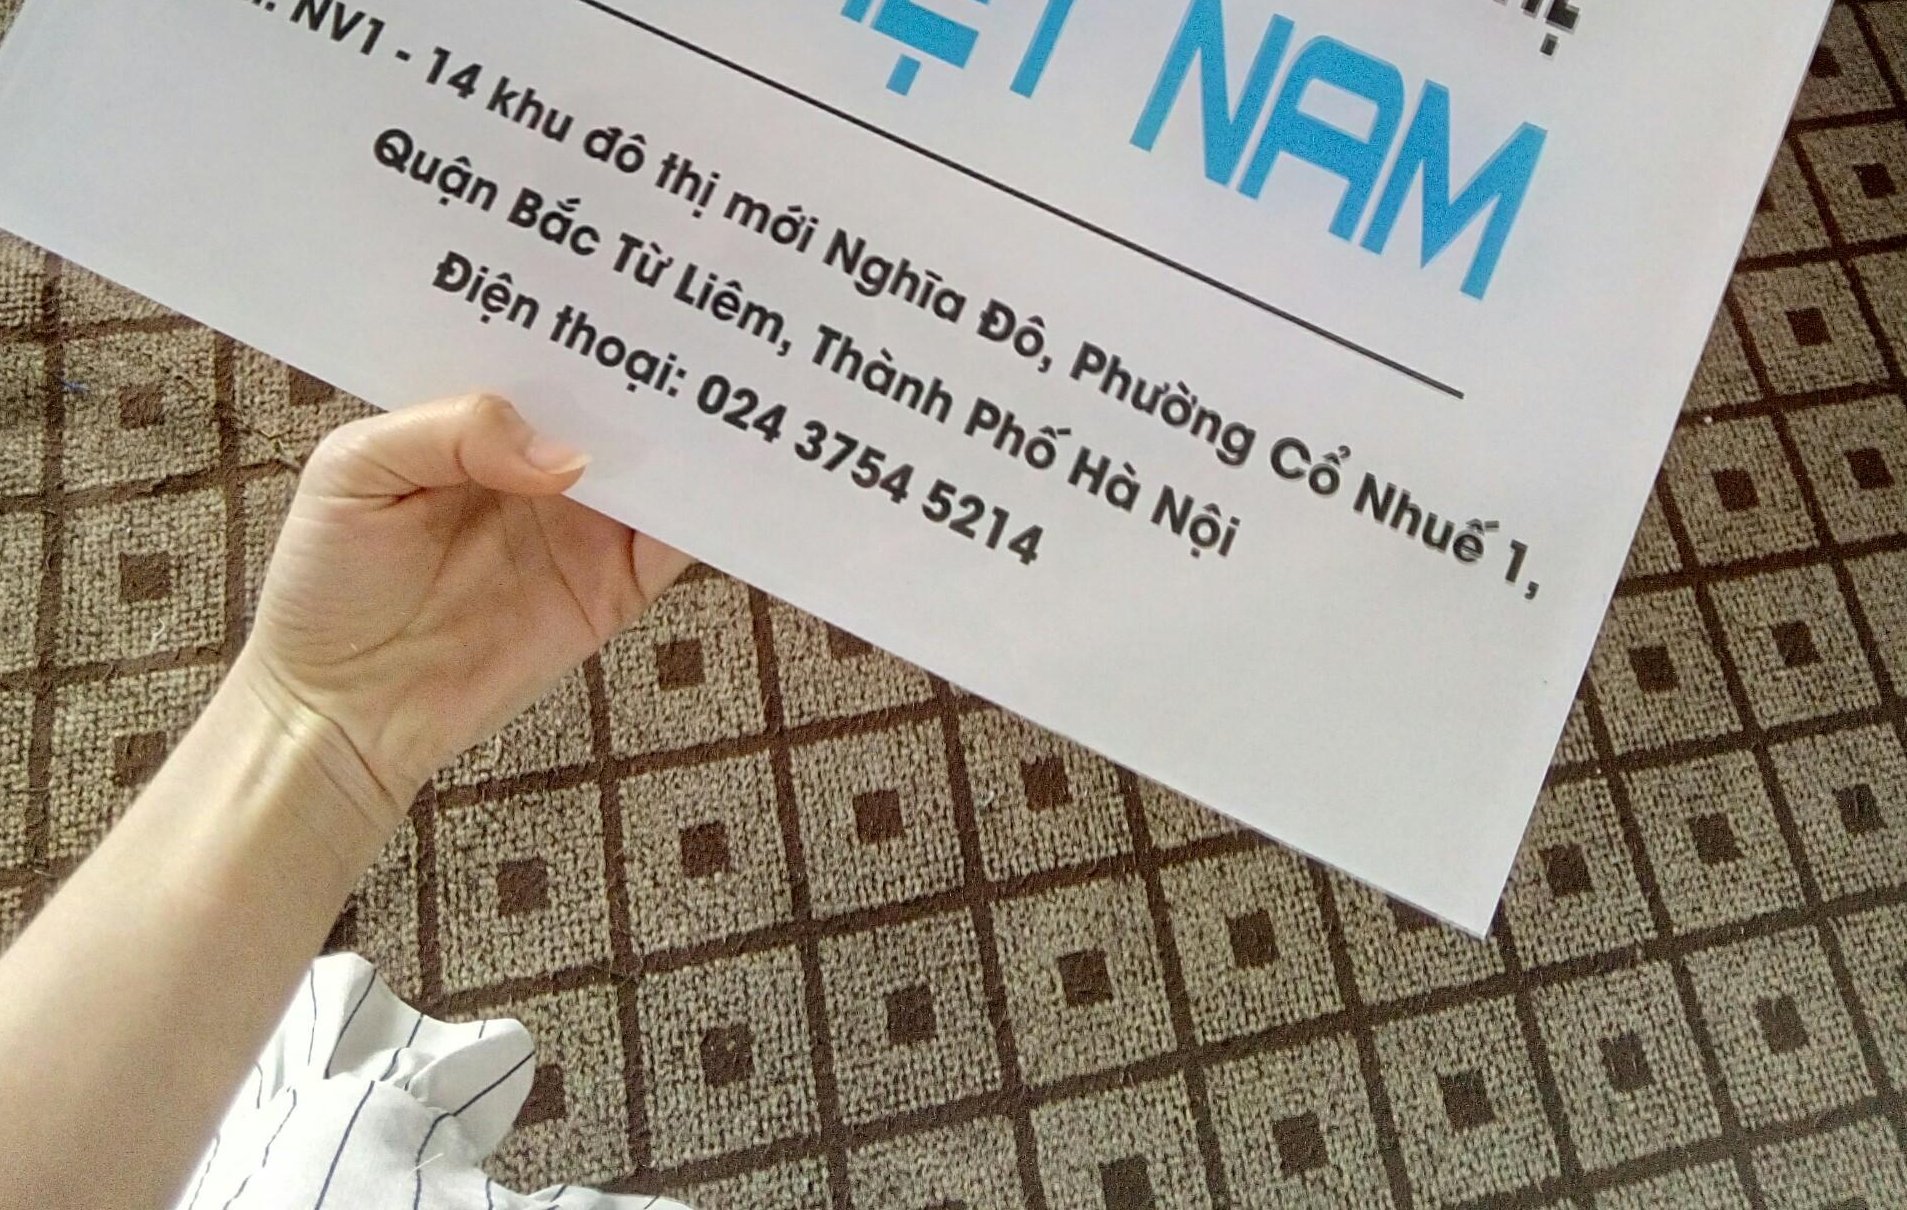 NAM
NV1 - 14 khu đô thị mới Nghĩa Đô, Phường Cổ Nhuế 1,
Quận Bắc Từ Liêm, Thành Phố Hà Nội
Điện thoại: 024 3754 5214